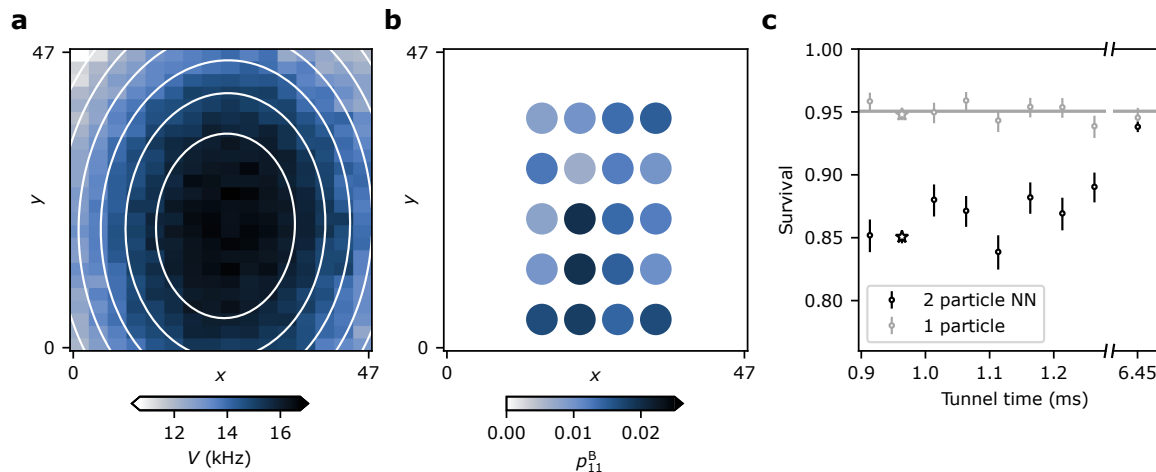 a
47
y
0
0
x
47
12 14 16
V (kHz)
b
47
y
0
0
x
47
0.00 0.01 0.02
p₁₁ᴮ
c
1.00
0.95
0.90
0.85
0.80
Survival
2 particle NN
1 particle
0.9 1.0 1.1 1.2 6.45
Tunnel time (ms)